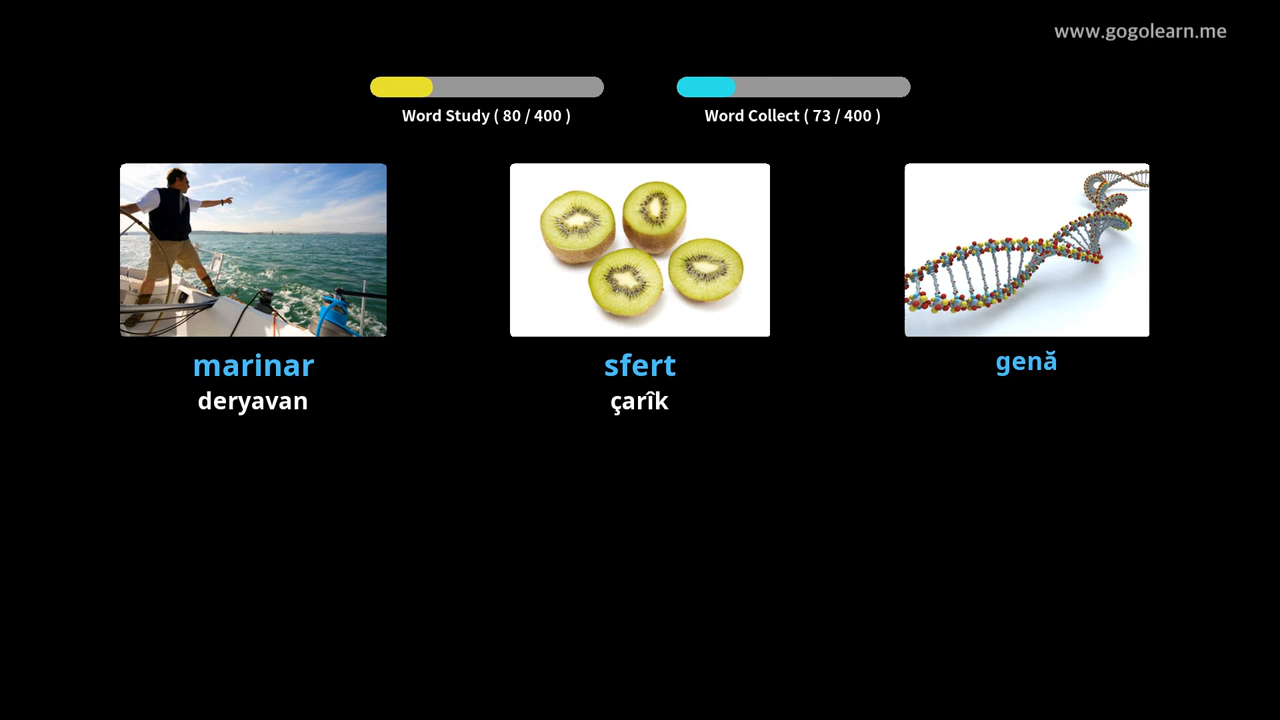 www.gogolearn.me
Word Study ( 80 / 400 )
Word Collect ( 73 / 400 )
marinar
deryavan
sfert
çarîk
genă